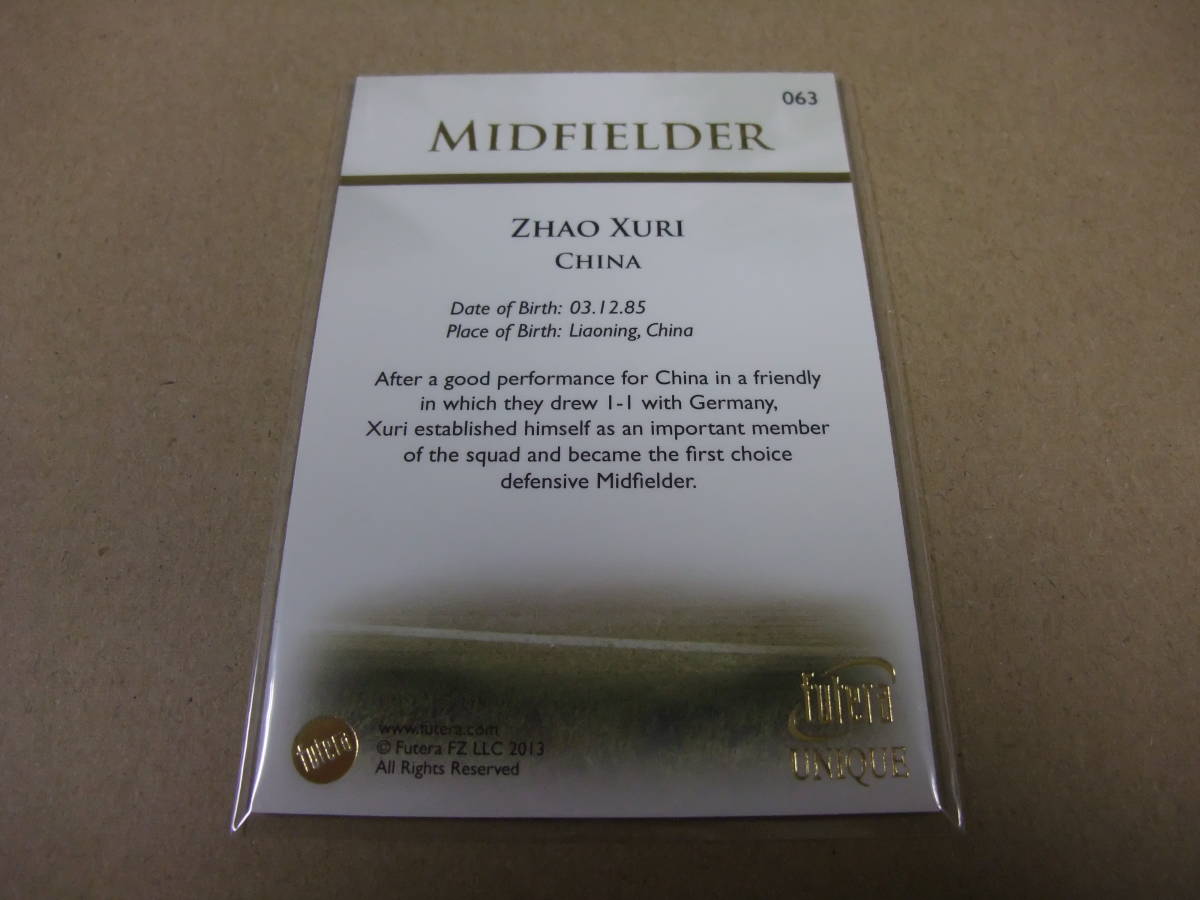 063
MIDFIELDER
ZHAO XURI
CHINA
Date of Birth: 03.12.85
Place of Birth: Liaoning, China
After a good performance for China in a friendly
in which they drew 1-1 with Germany,
Xuri established himself as an important member
of the squad and became the first choice
defensive Midfielder.
futera
UNIQUE
futera
www.futera.com
© Futera FZ LLC 2013
All Rights Reserved